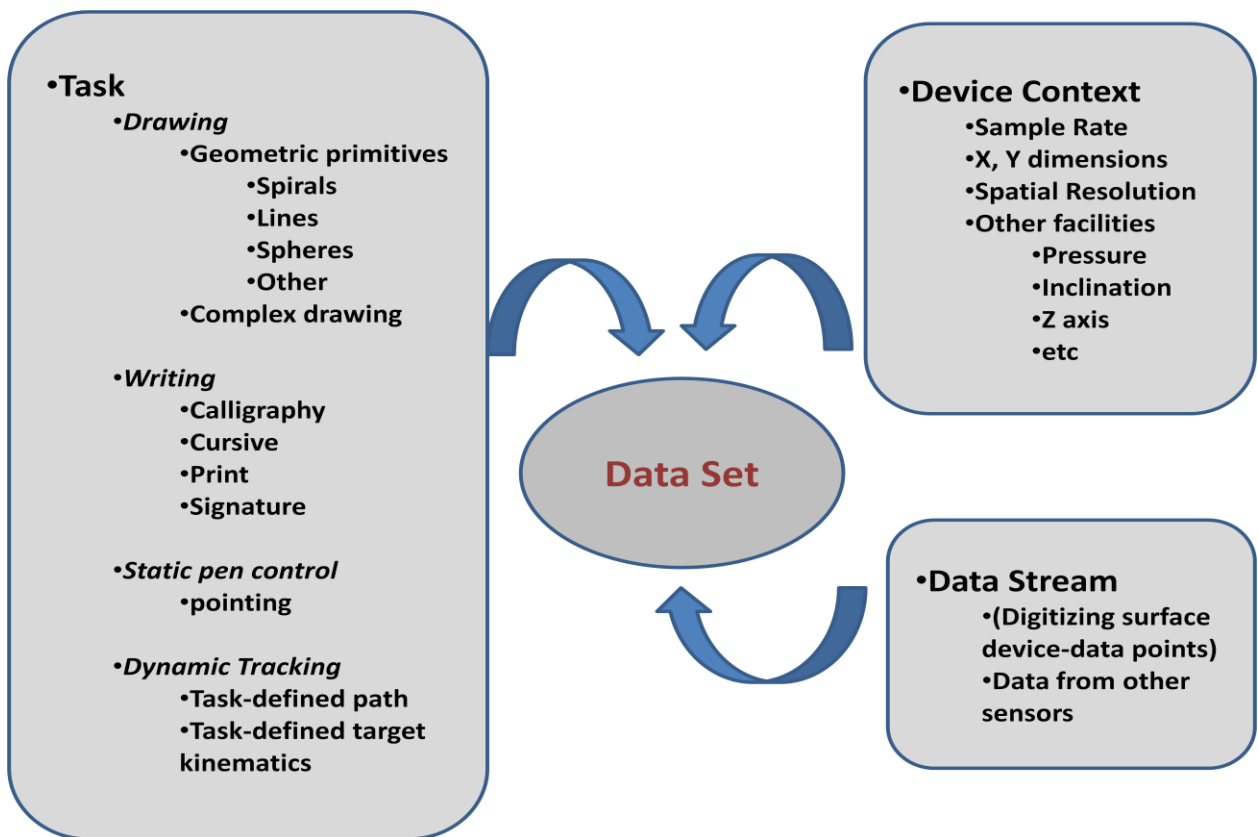 •Task
•Drawing
•Geometric primitives
•Spirals
•Lines
•Spheres
•Other
•Complex drawing
•Writing
•Calligraphy
•Cursive
•Print
•Signature
•Static pen control
•pointing
•Dynamic Tracking
•Task-defined path
•Task-defined target
kinematics
•Device Context
•Sample Rate
•X, Y dimensions
•Spatial Resolution
•Other facilities
•Pressure
•Inclination
•Z axis
•etc
Data Set
•Data Stream
•(Digitizing surface
device-data points)
•Data from other
sensors